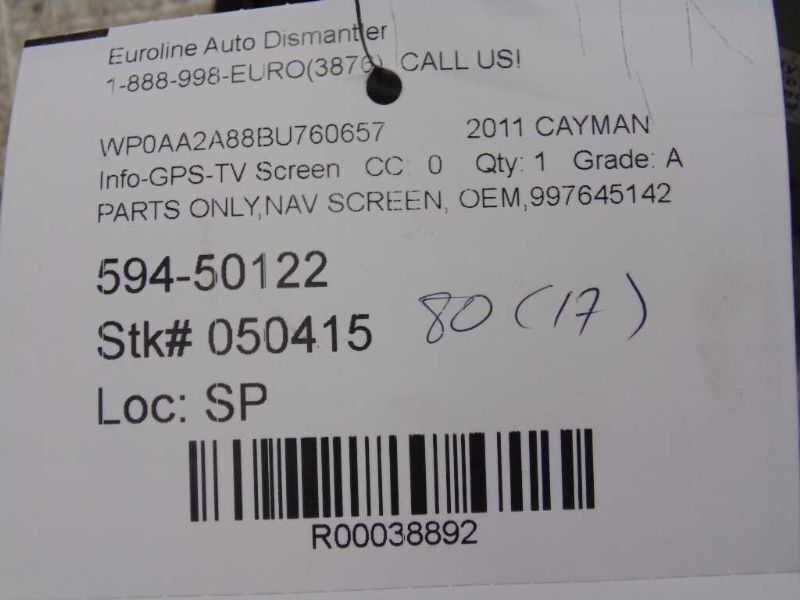 Euroline Auto Dismantler
1-888-998-EURO(3876) CALL US!
WP0AA2A88BU760657 2011 CAYMAN
Info-GPS-TV Screen CC: 0 Qty: 1 Grade: A
PARTS ONLY,NAV SCREEN, OEM,997645142
594-50122
Stk# 050415 80 (17)
Loc: SP
R00038892